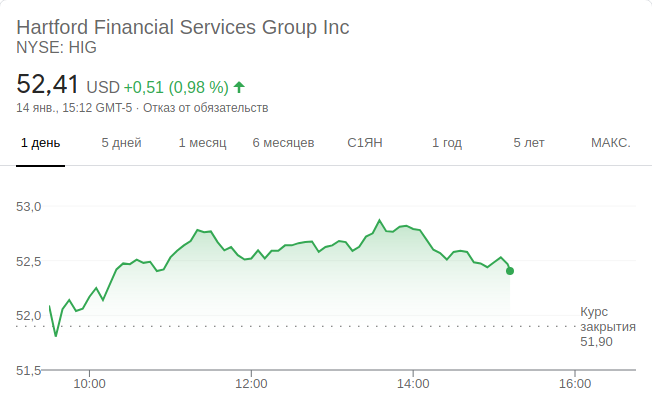 Hartford Financial Services Group Inc
NYSE: HIG
52,41 USD +0,51 (0,98 %)
14 янв., 15:12 GMT-5 · Отказ от обязательств
1 день 5 дней 1 месяц 6 месяцев С1ЯН 1 год 5 лет МАКС.
53,0
52,5
52,0
Курс
закрытия
51,90
51,5
10:00 12:00 14:00 16:00